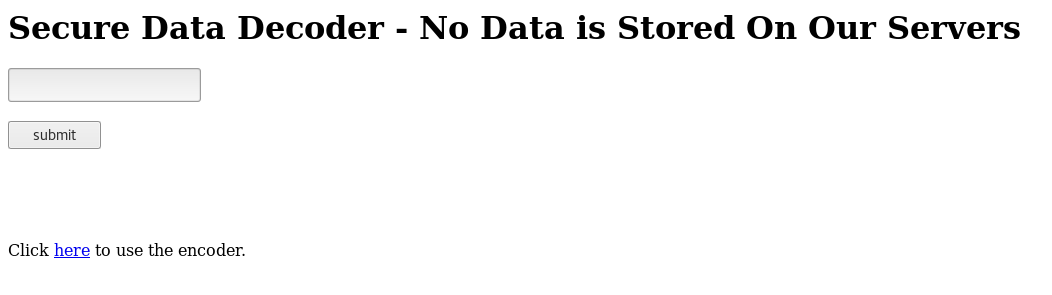 Secure Data Decoder - No Data is Stored On Our Servers
submit
Click here to use the encoder.